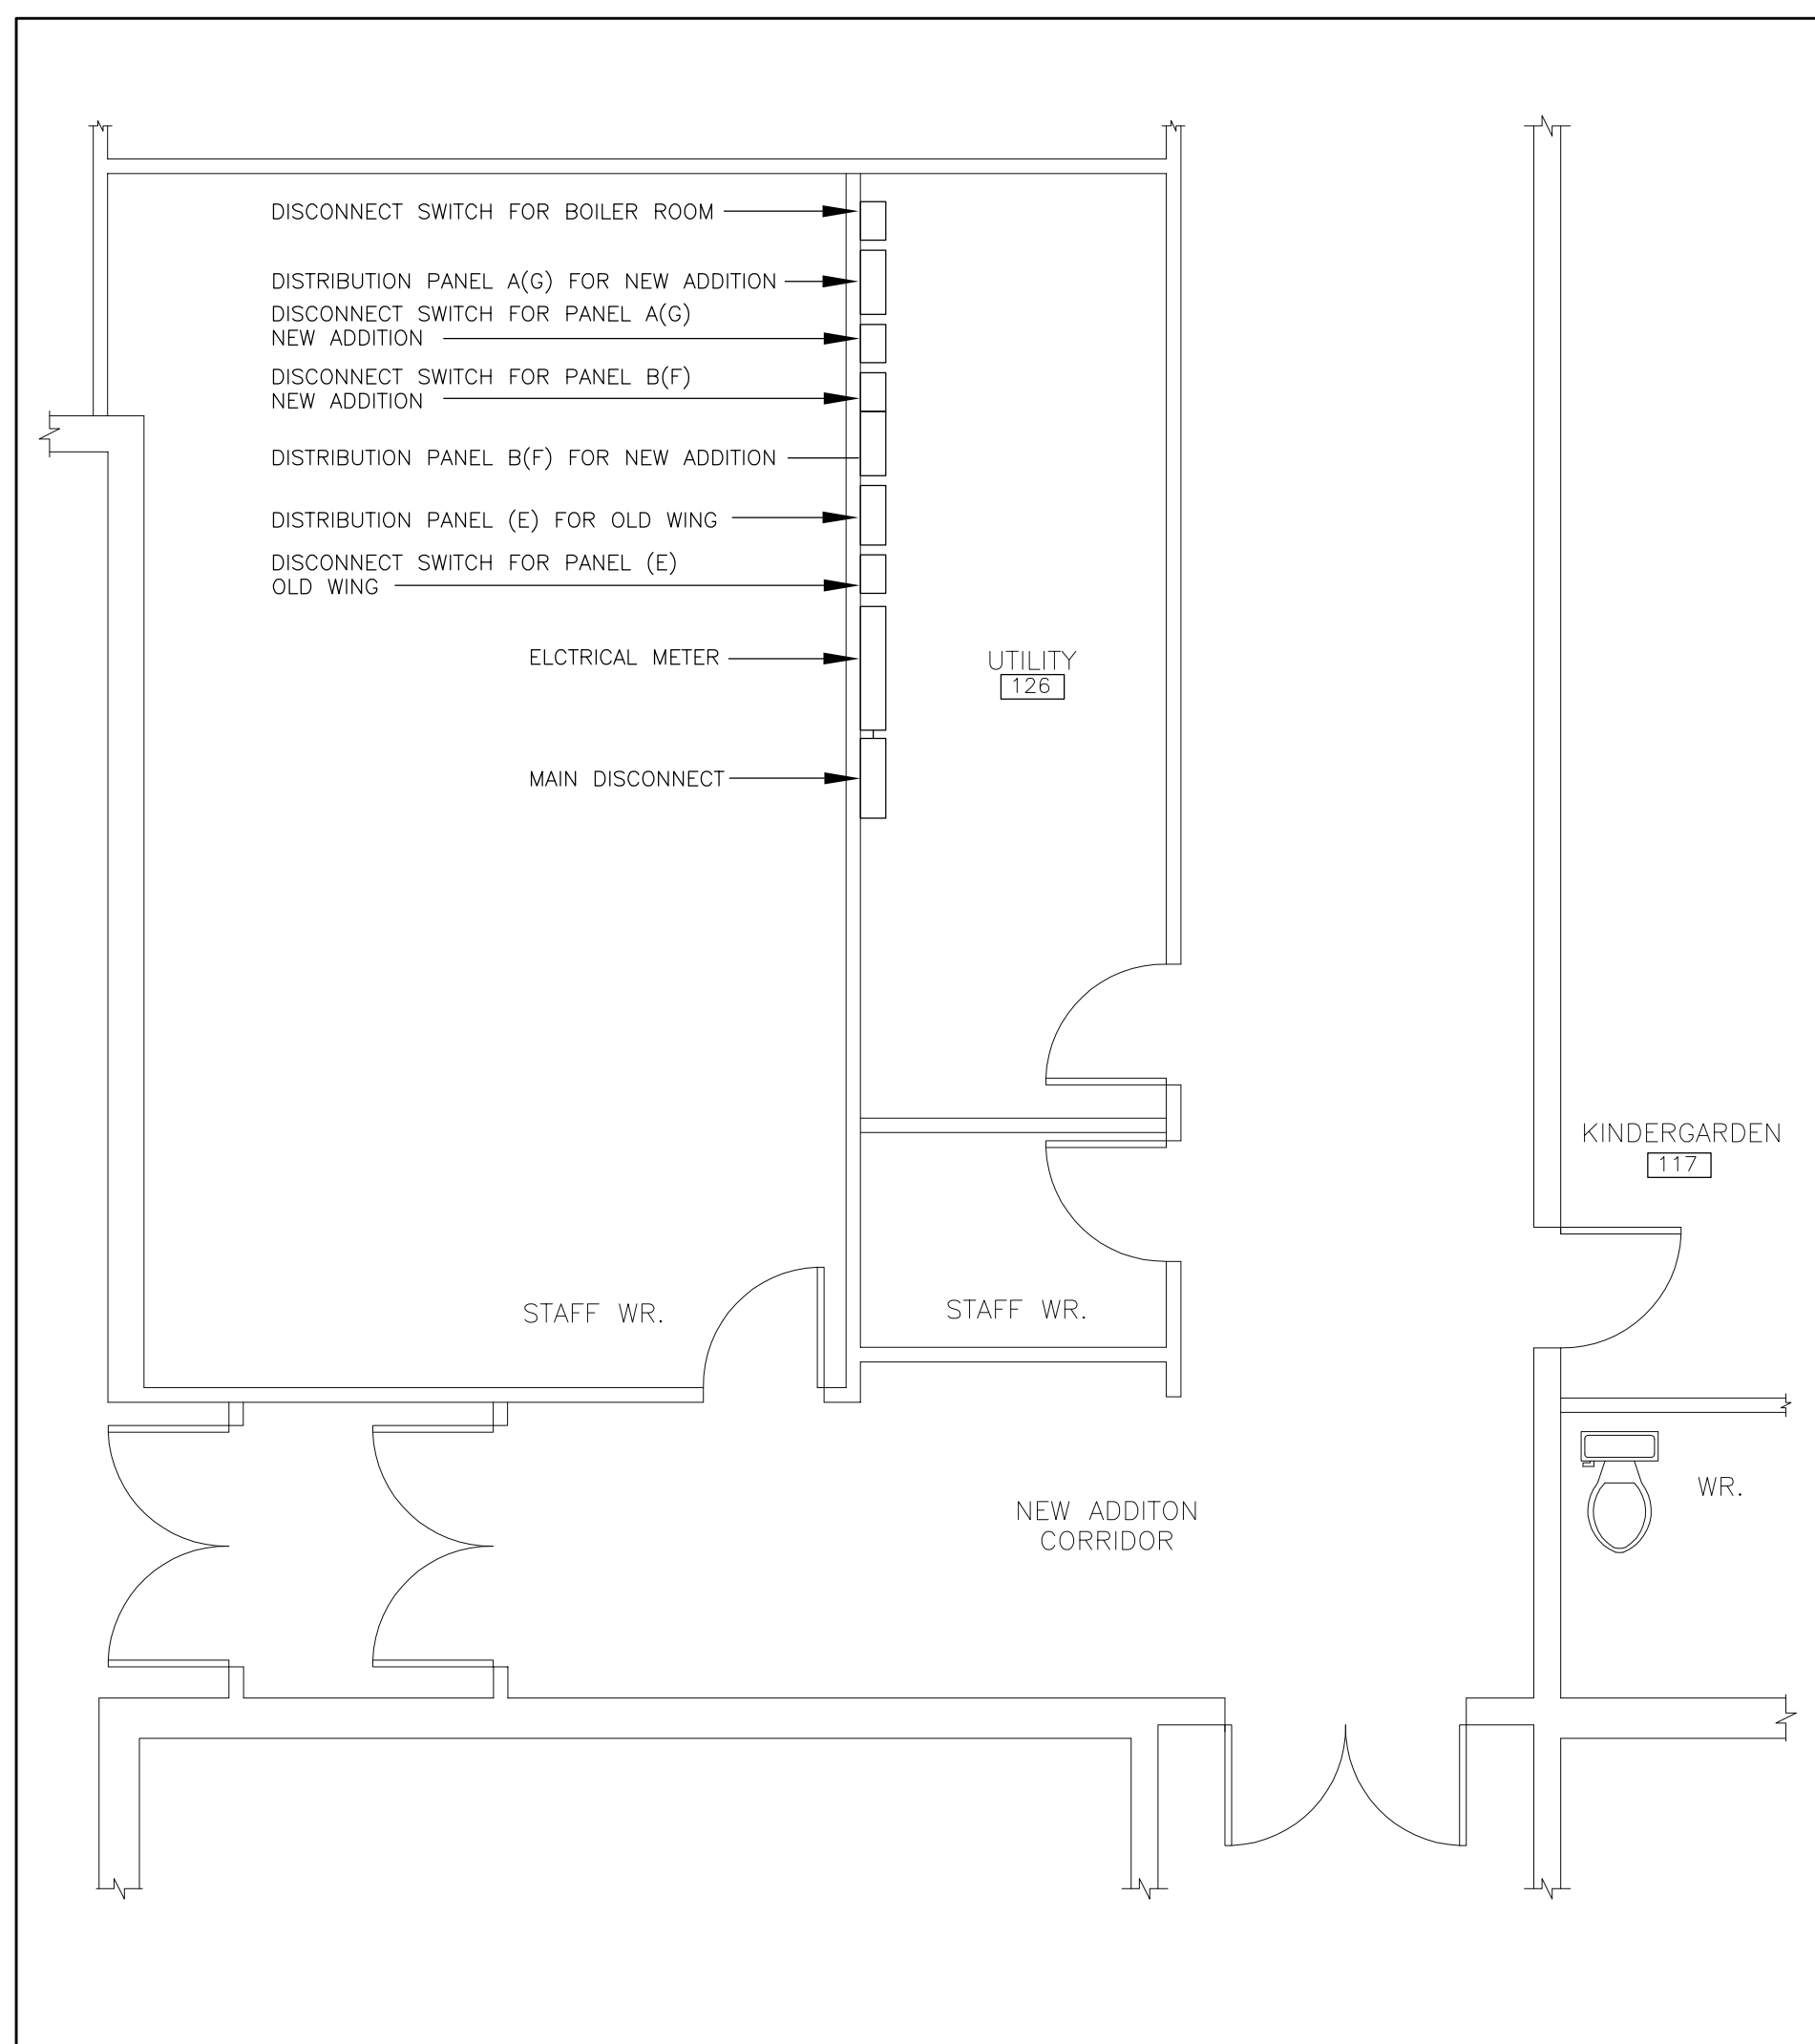 DISCONNECT SWITCH FOR BOILER ROOM
DISTRIBUTION PANEL A(G) FOR NEW ADDITION
DISCONNECT SWITCH FOR PANEL A(G)
NEW ADDITION
DISCONNECT SWITCH FOR PANEL B(F)
NEW ADDITION
DISTRIBUTION PANEL B(F) FOR NEW ADDITION
DISTRIBUTION PANEL (E) FOR OLD WING
DISCONNECT SWITCH FOR PANEL (E)
OLD WING
ELCTRICAL METER
MAIN DISCONNECT
UTILITY
126
KINDERGARDEN
117
STAFF WR.
STAFF WR.
WR.
NEW ADDITON
CORRIDOR